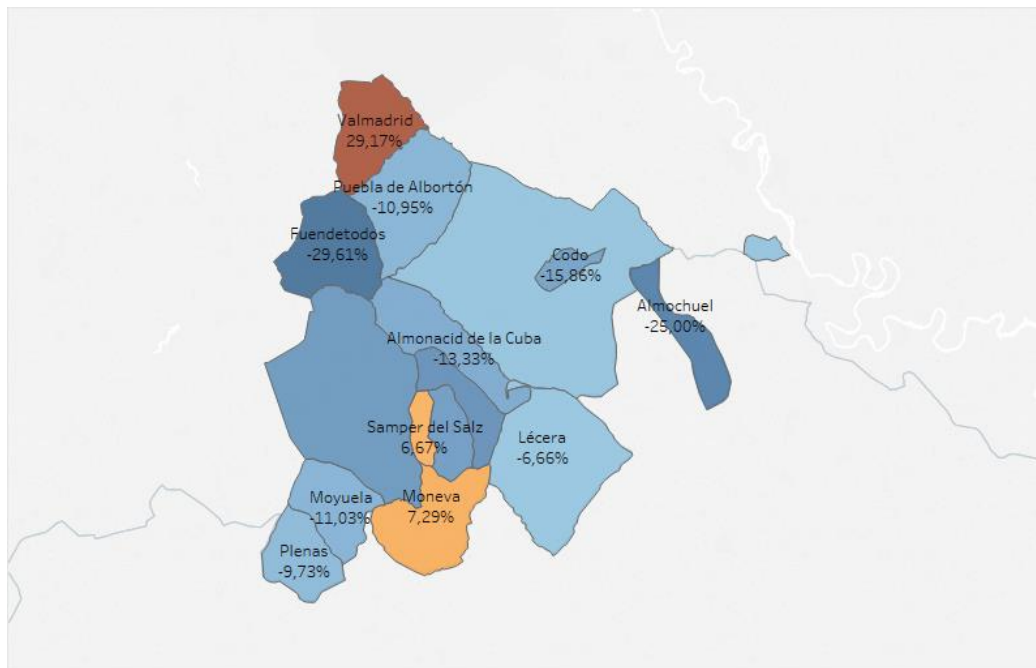 Valmadrid
29,17%
Puebla de Albortón
-10,95%
Fuendetodos
-29,61%
Codo
-15,86%
Almochuel
-25,00%
Almonacid de la Cuba
-13,33%
Samper del Salz
6,67%
Lécera
-6,66%
Moyuela
-11,03%
Moneva
7,29%
Plenas
-9,73%